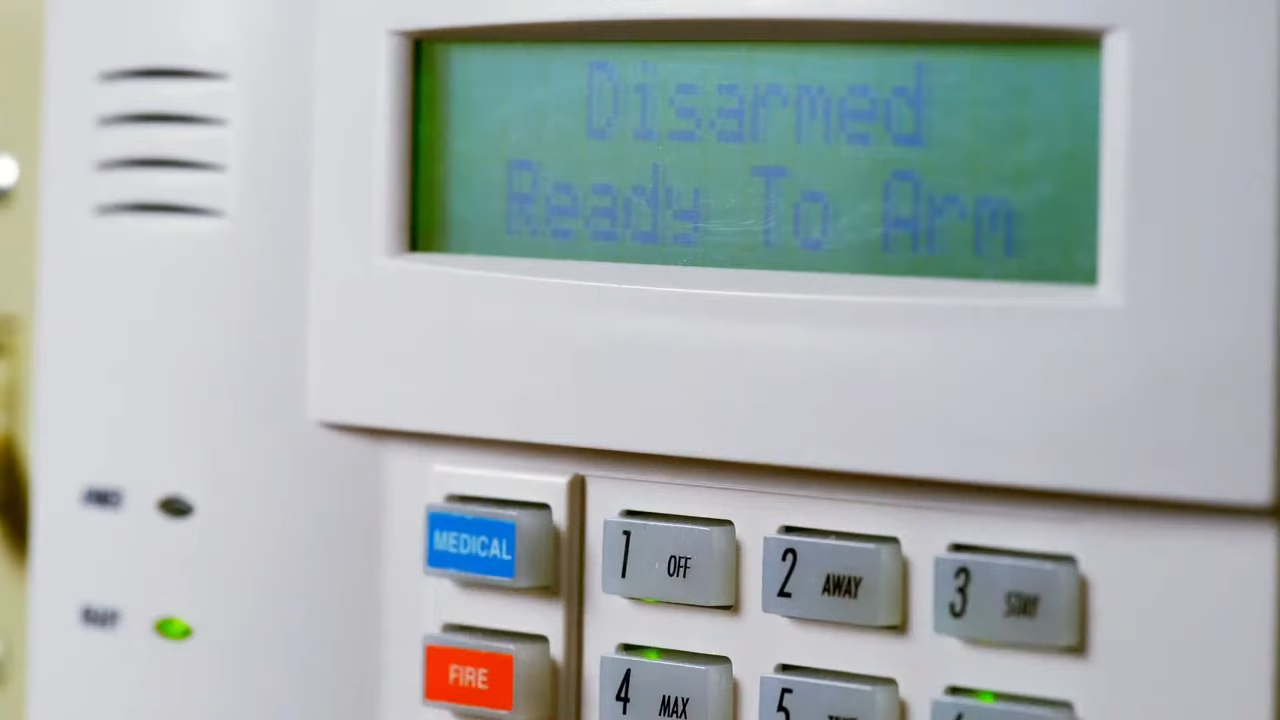 Disarmed
Ready To Arm
MEDICAL
1 OFF
2 AWAY
3 STAY
FIRE
4 MAX
5